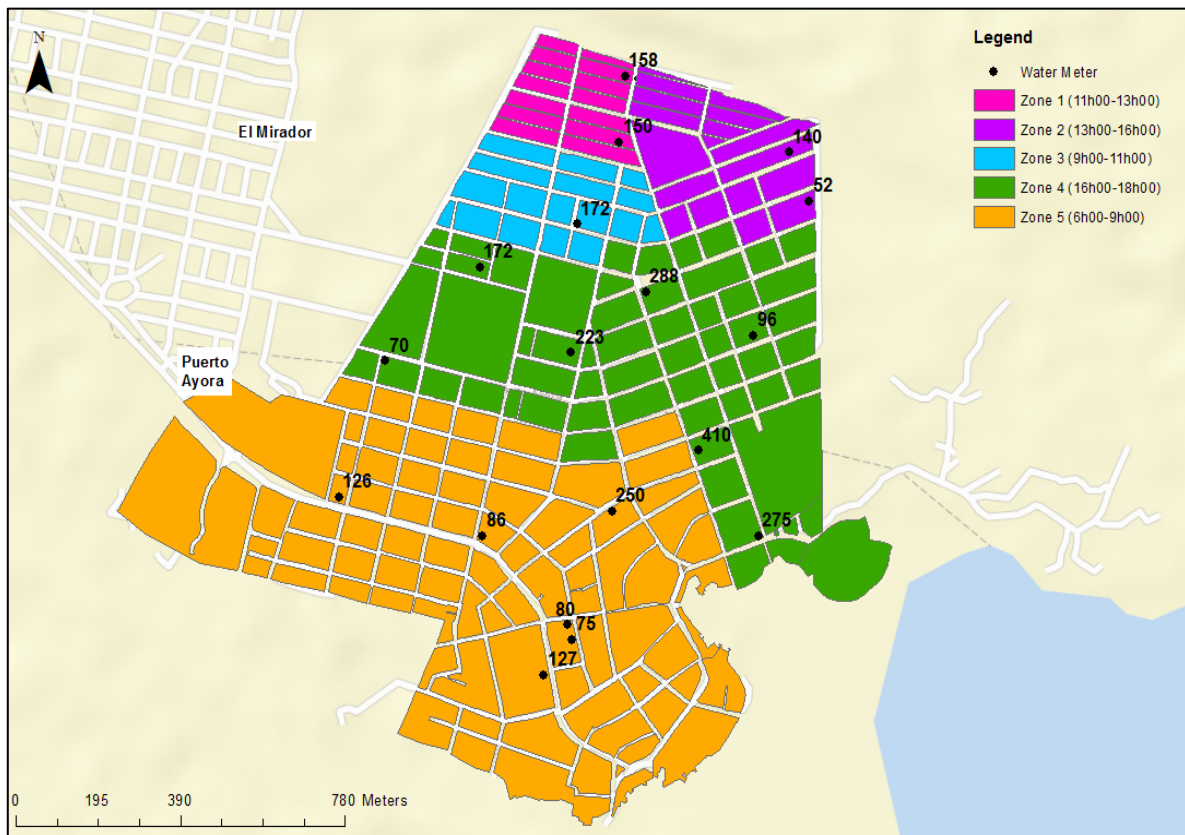 N
El Mirador
Puerto
Ayora
158
150
140
52
172
172
288
96
223
70
410
126
250
86
275
80
75
127
Legend
Water Meter
Zone 1 (11h00-13h00)
Zone 2 (13h00-16h00)
Zone 3 (9h00-11h00)
Zone 4 (16h00-18h00)
Zone 5 (6h00-9h00)
0 195 390 780 Meters